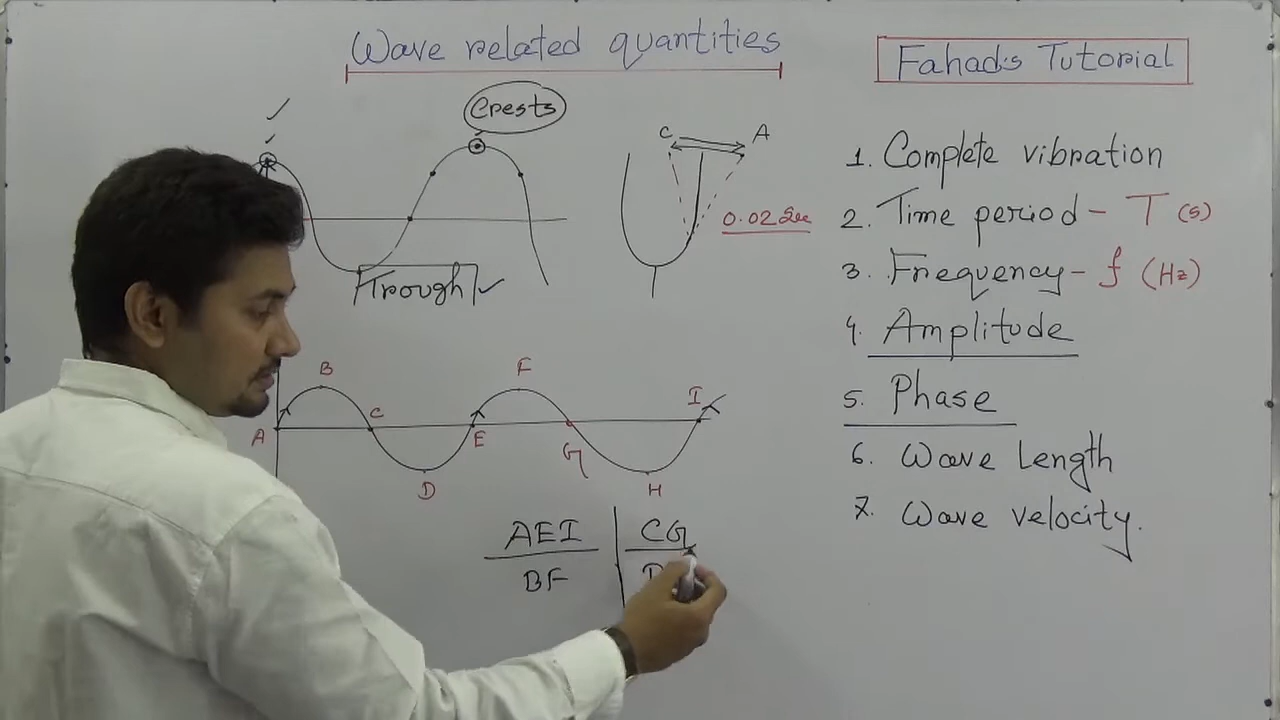 Wave related quantities
Fahad's Tutorial
Crests
Trough
C A
0.02 Sec
1. Complete vibration
2. Time period - T (s)
3. Frequency - f (Hz)
4. Amplitude
5. Phase
6. Wave Length
7. Wave velocity.
B F
A C E G I
D H
AEI CG
BF D